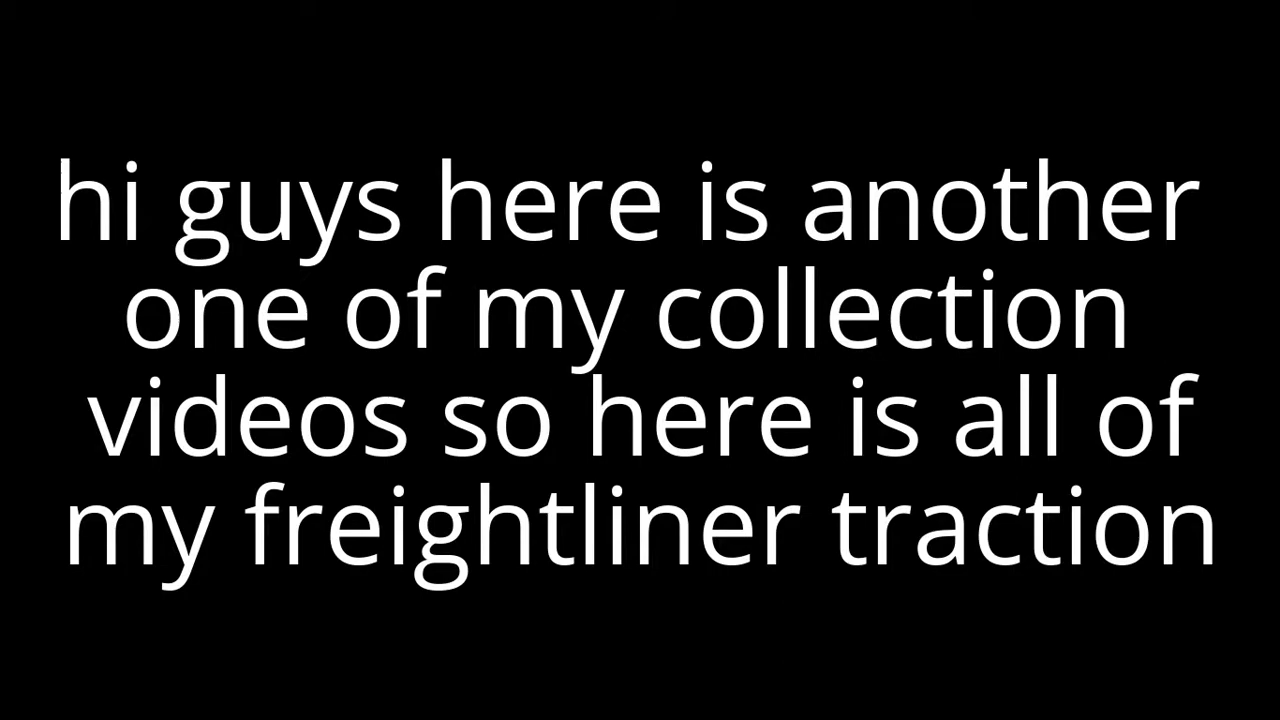 hi guys here is another
one of my collection
videos so here is all of
my freightliner traction